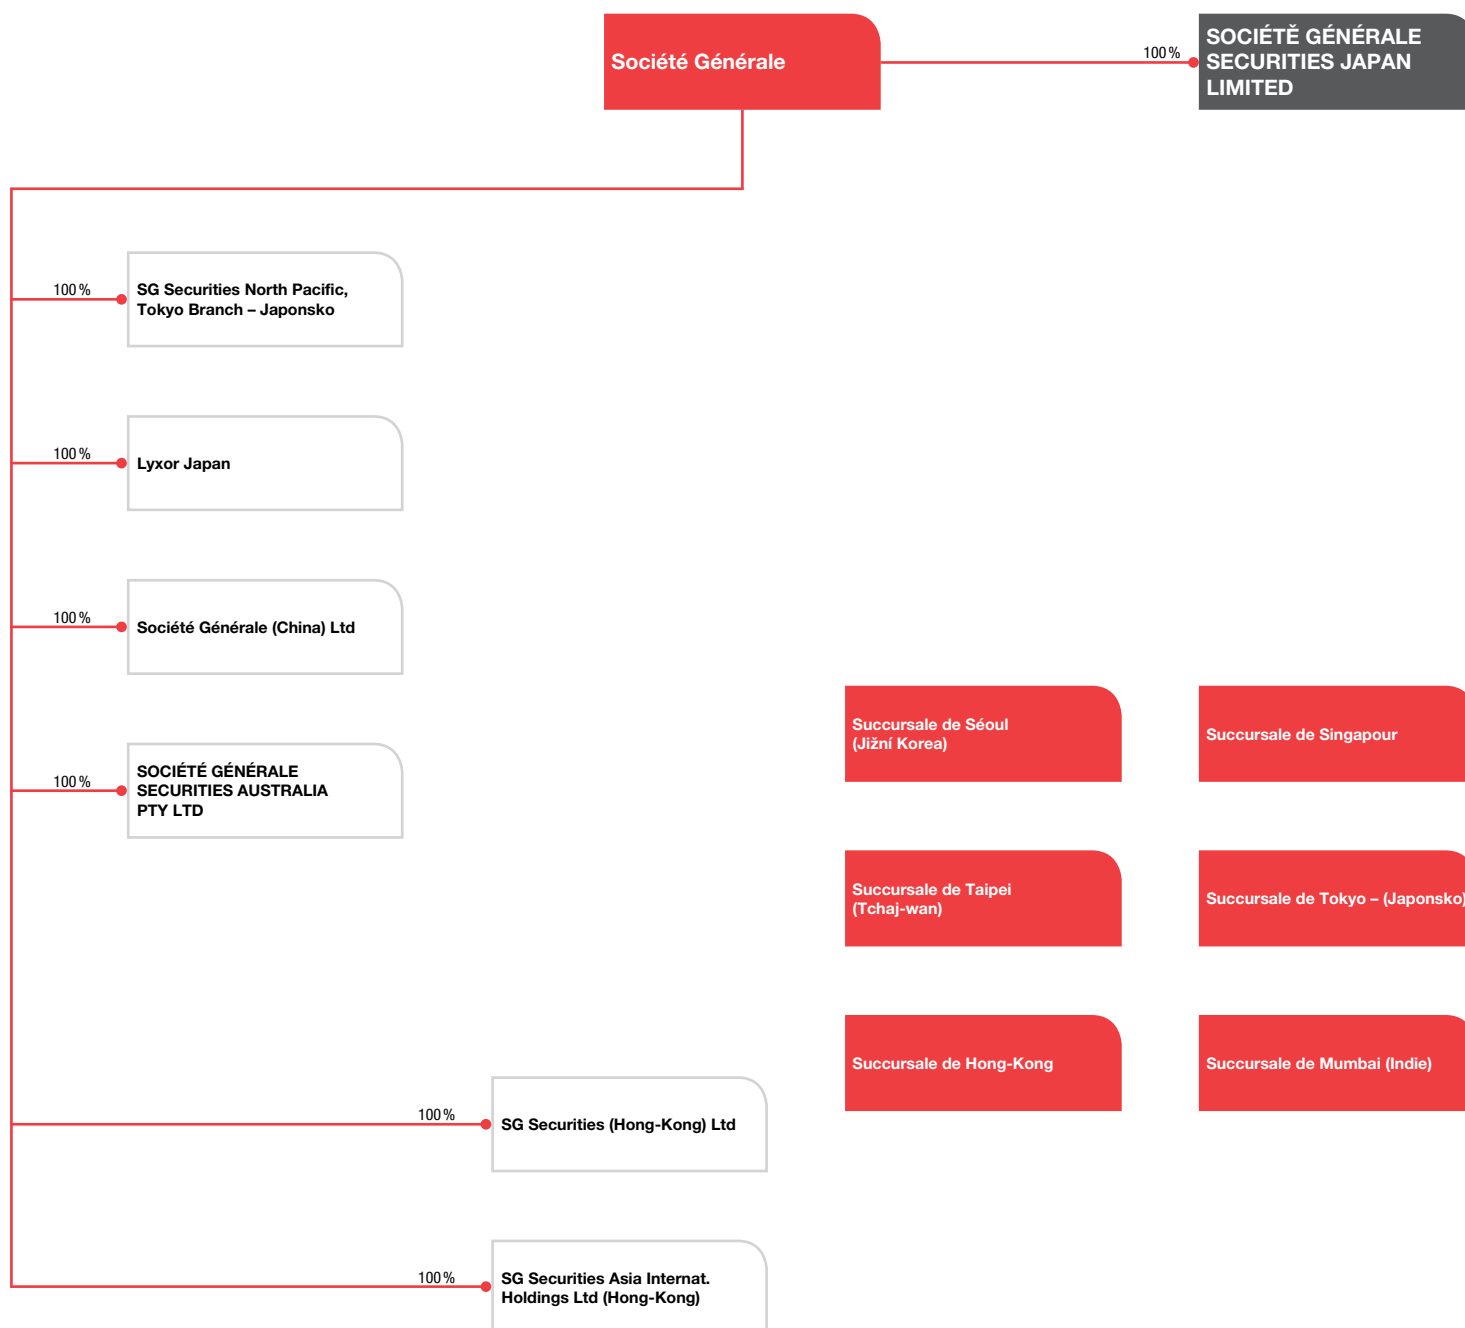 Société Générale
100 %
SOCIÉTĚ GÉNÉRALE
SECURITIES JAPAN
LIMITED
100 %
SG Securities North Pacific,
Tokyo Branch – Japonsko
100 %
Lyxor Japan
100 %
Société Générale (China) Ltd
100 %
SOCIÉTÉ GÉNÉRALE
SECURITIES AUSTRALIA
PTY LTD
Succursale de Séoul
(Jižní Korea)
Succursale de Singapour
Succursale de Taipei
(Tchaj-wan)
Succursale de Tokyo – (Japonsko)
Succursale de Hong-Kong
Succursale de Mumbai (Indie)
100 %
SG Securities (Hong-Kong) Ltd
100 %
SG Securities Asia Internat.
Holdings Ltd (Hong-Kong)